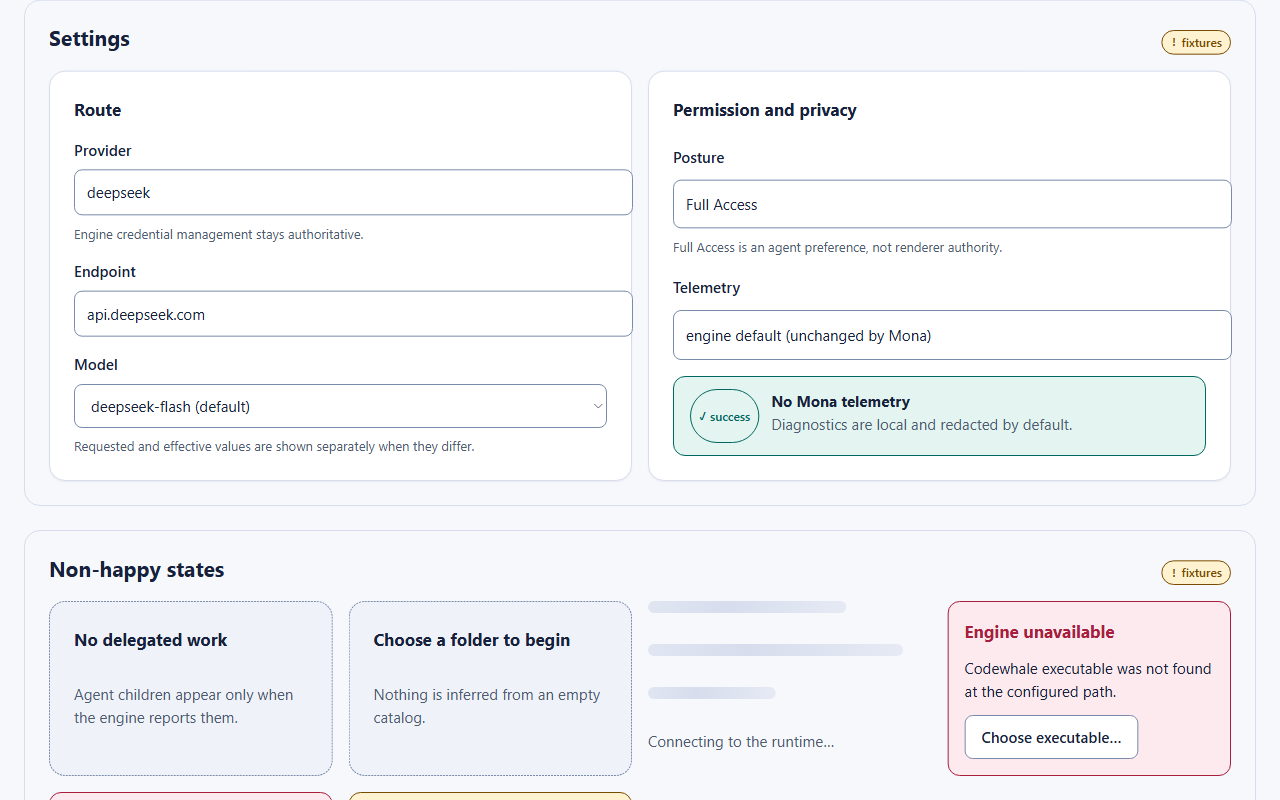 Settings
! fixtures
Route
Provider
deepseek
Engine credential management stays authoritative.
Endpoint
api.deepseek.com
Model
deepseek-flash (default)
Requested and effective values are shown separately when they differ.
Permission and privacy
Posture
Full Access
Full Access is an agent preference, not renderer authority.
Telemetry
engine default (unchanged by Mona)
✓ success
No Mona telemetry
Diagnostics are local and redacted by default.
Non-happy states
! fixtures
No delegated work
Agent children appear only when
the engine reports them.
Choose a folder to begin
Nothing is inferred from an empty
catalog.
Connecting to the runtime...
Engine unavailable
Codewhale executable was not found
at the configured path.
Choose executable...